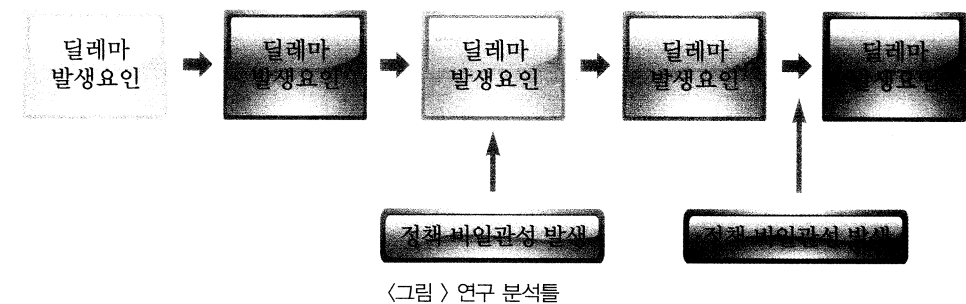 딜레마
발생요인
딜레마
발생요인
딜레마
발생요인
딜레마
발생요인
딜레마
발생요인
정책 비일관성 발생
정책 비일관성 발생
〈그림 〉 연구 분석틀